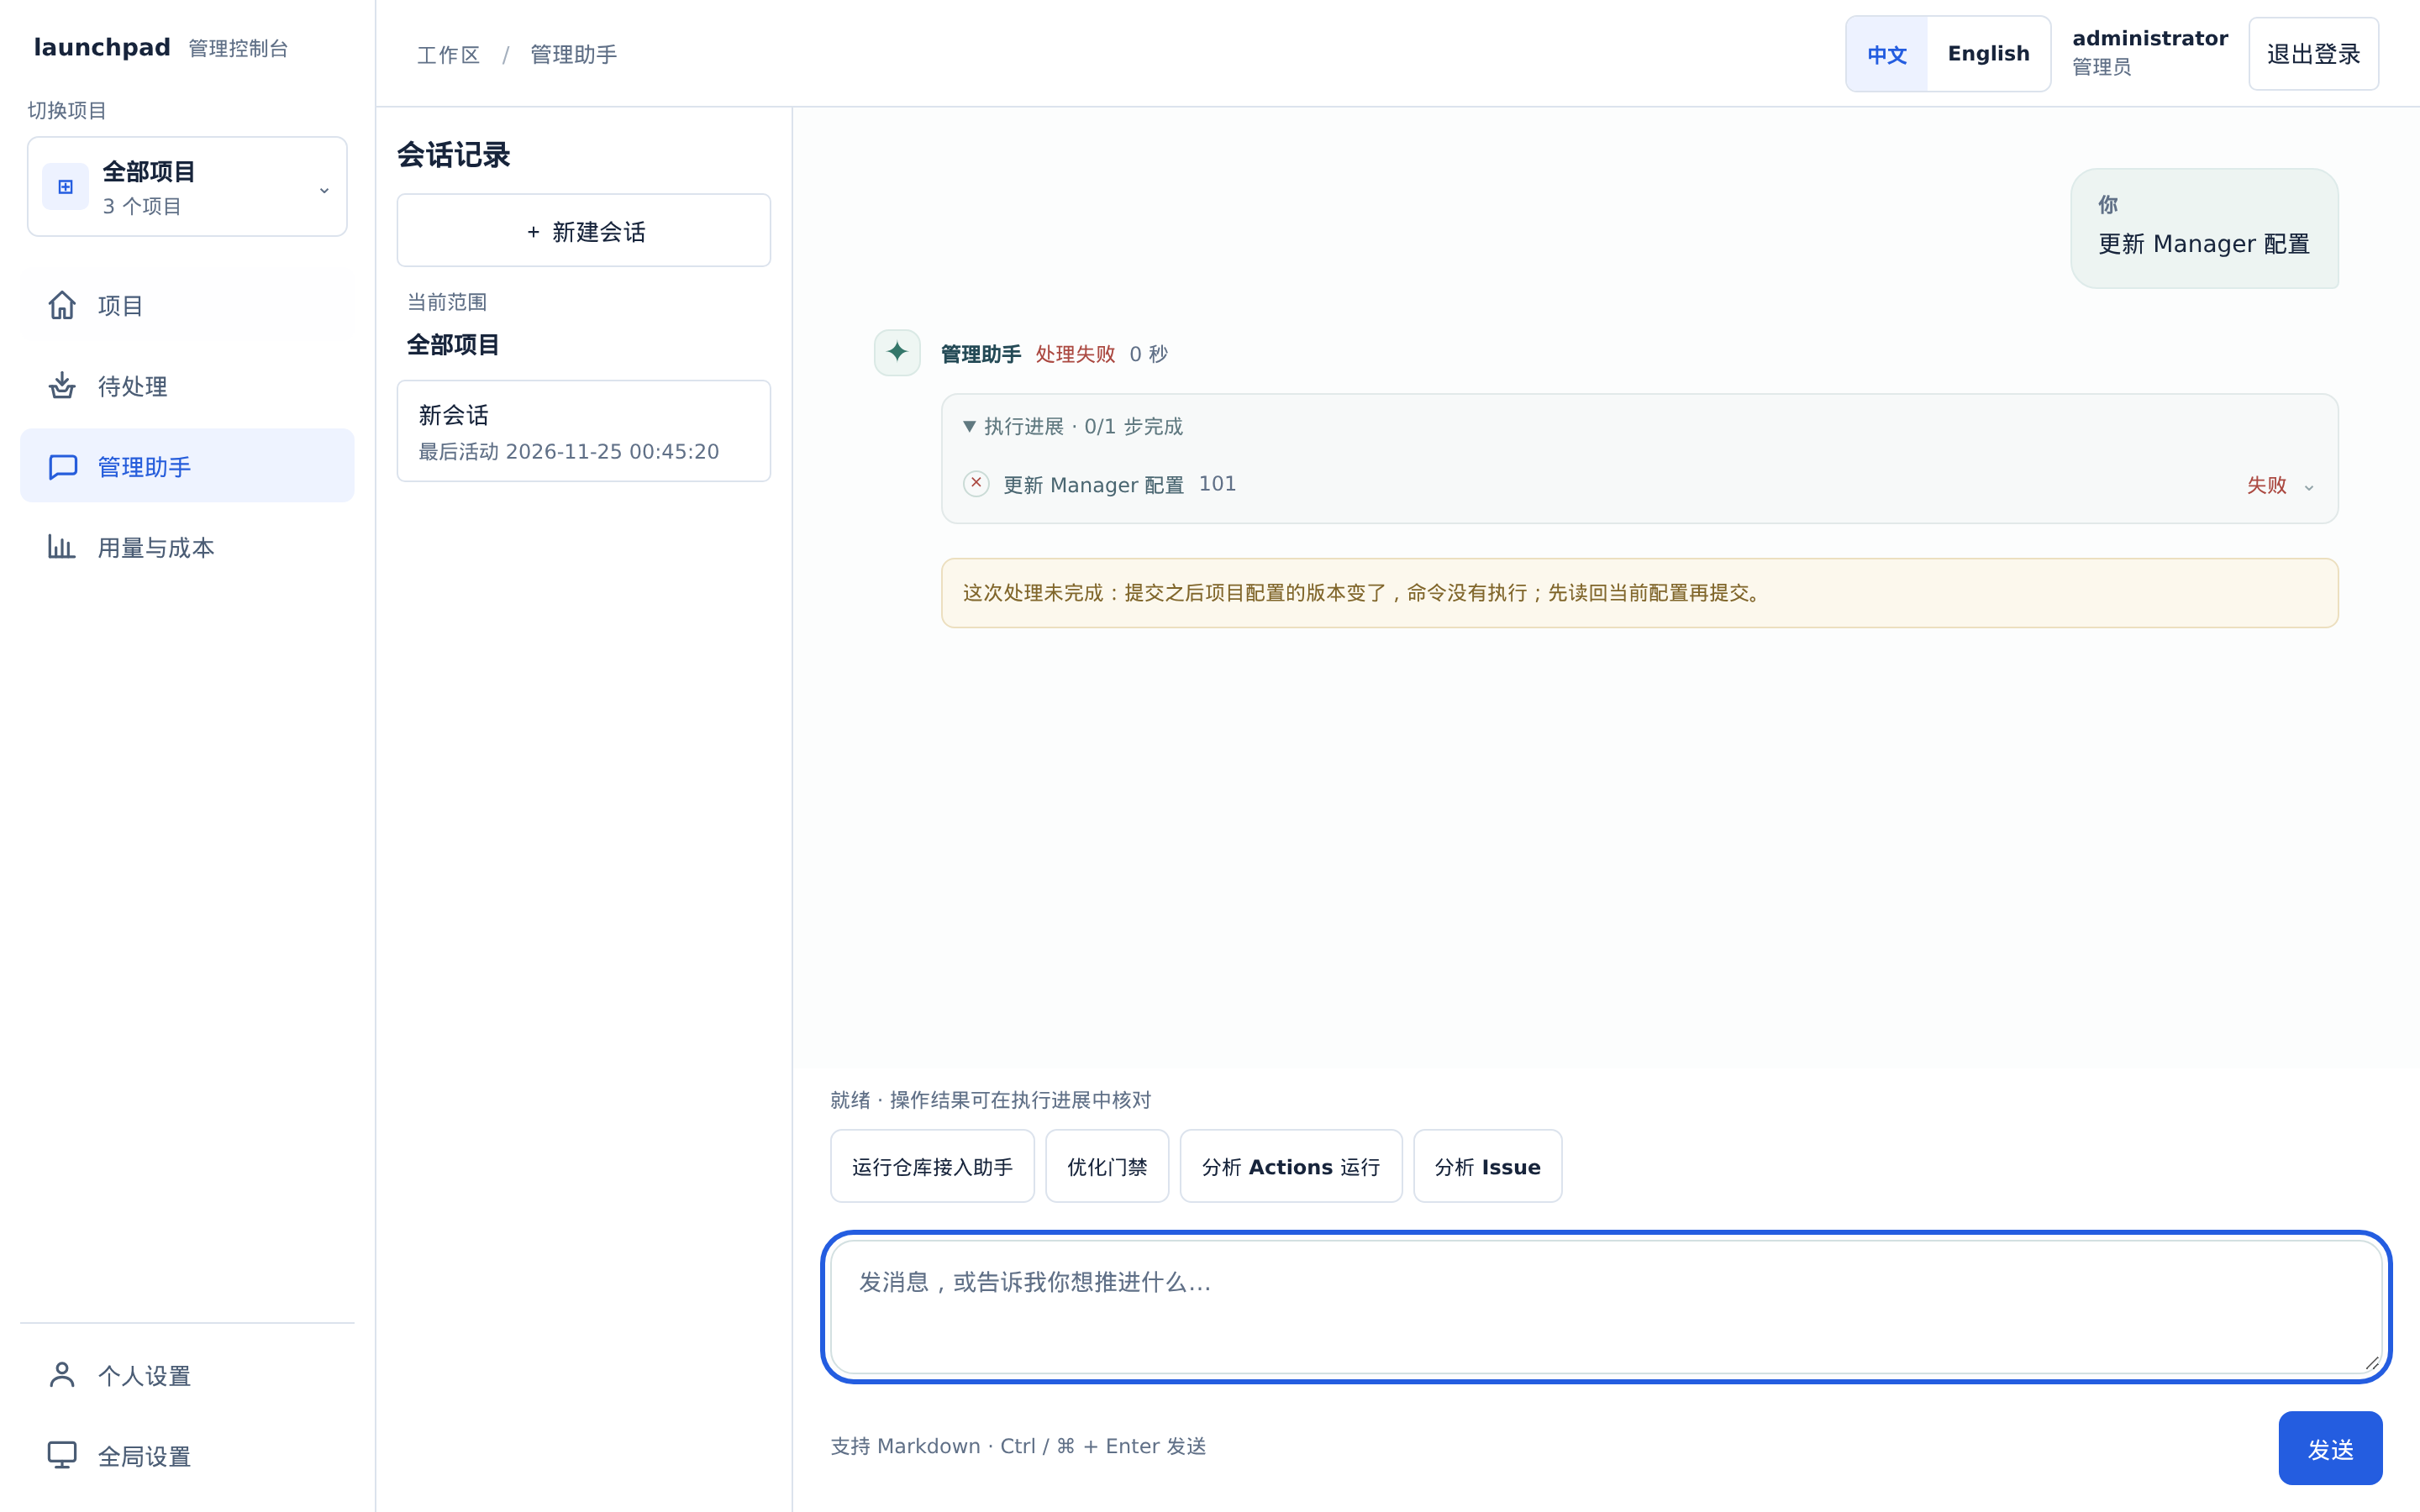 launchpad 管理控制台
切换项目
全部项目
3 个项目
项目
待处理
管理助手
用量与成本
个人设置
全局设置
工作区 / 管理助手
中文 English
administrator
管理员
退出登录
会话记录
+ 新建会话
当前范围
全部项目
新会话
最后活动 2026-11-25 00:45:20
你
更新 Manager 配置
管理助手 处理失败 0 秒
▼ 执行进展 · 0/1 步完成
更新 Manager 配置 101 失败
这次处理未完成：提交之后项目配置的版本变了，命令没有执行；先读回当前配置再提交。
就绪 · 操作结果可在执行进展中核对
运行仓库接入助手 优化门禁 分析 Actions 运行 分析 Issue
发消息，或告诉我你想推进什么…
支持 Markdown · Ctrl / ⌘ + Enter 发送
发送